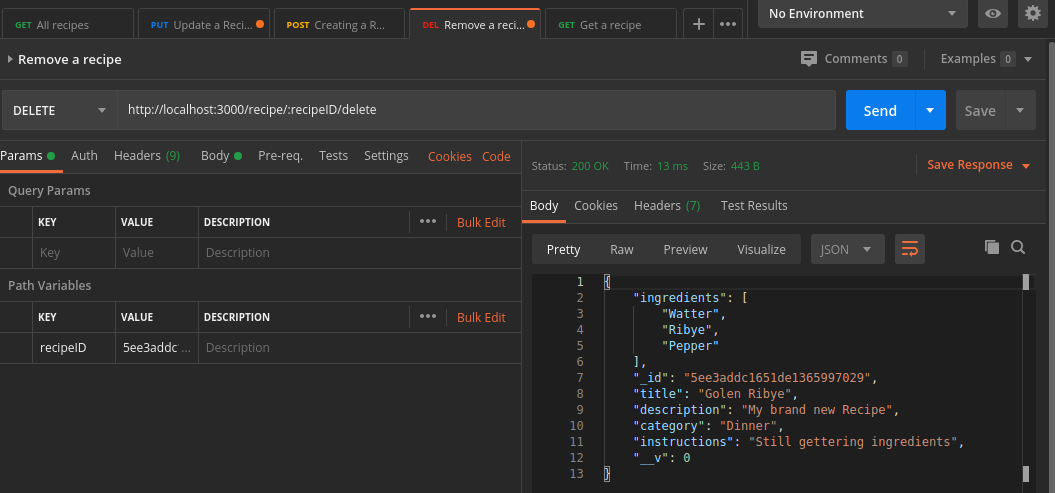 GET All recipes PUT Update a Reci... POST Creating a R... DEL Remove a reci... GET Get a recipe + ••• No Environment
Remove a recipe Comments 0 Examples 0
DELETE http://localhost:3000/recipe/:recipeID/delete Send Save
Params Auth Headers (9) Body Pre-req. Tests Settings Cookies Code
Query Params
KEY VALUE DESCRIPTION ••• Bulk Edit
Key Value Description
Path Variables
KEY VALUE DESCRIPTION ••• Bulk Edit
recipeID 5ee3addc... Description
Status: 200 OK Time: 13 ms Size: 443 B Save Response
Body Cookies Headers (7) Test Results
Pretty Raw Preview Visualize JSON
1 {
2 "ingredients": [
3 "Watter",
4 "Ribye",
5 "Pepper"
6 ],
7 "_id": "5ee3addc1651de1365997029",
8 "title": "Golen Ribye",
9 "description": "My brand new Recipe",
10 "category": "Dinner",
11 "instructions": "Still gettering ingredients",
12 "__v": 0
13 }